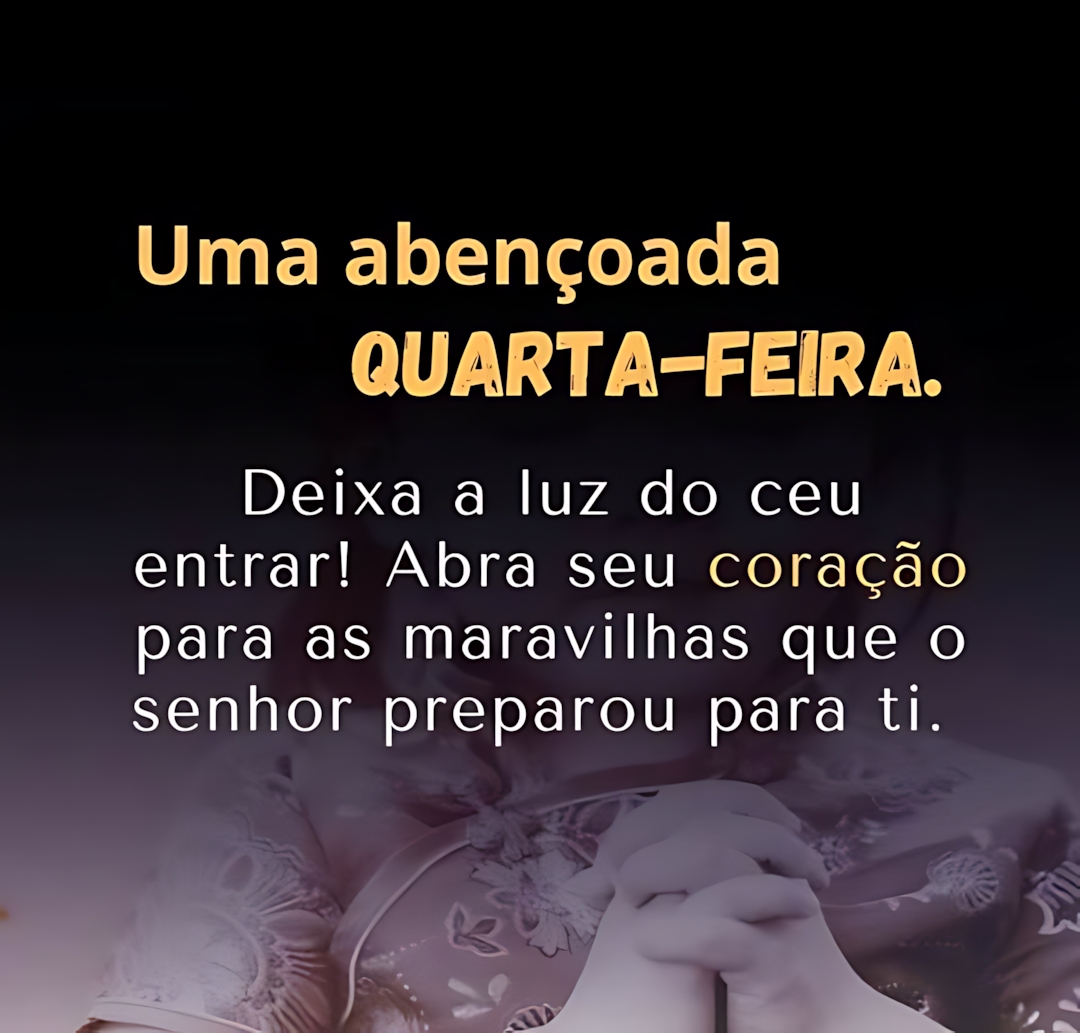 Uma abençoada
QUARTA-FEIRA.
Deixa a luz do ceu
entrar! Abra seu coração
para as maravilhas que o
senhor preparou para ti.